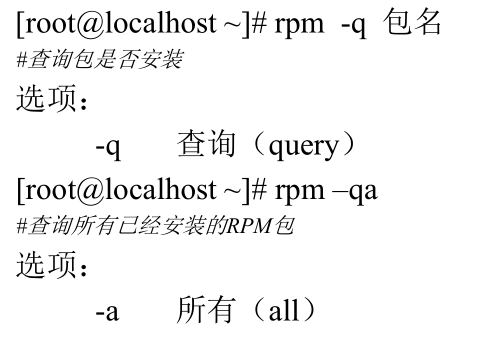 [root@localhost ~]# rpm -q 包名
#查询包是否安装
选项：
-q 查询（query）
[root@localhost ~]# rpm –qa
#查询所有已经安装的RPM包
选项：
-a 所有（all）